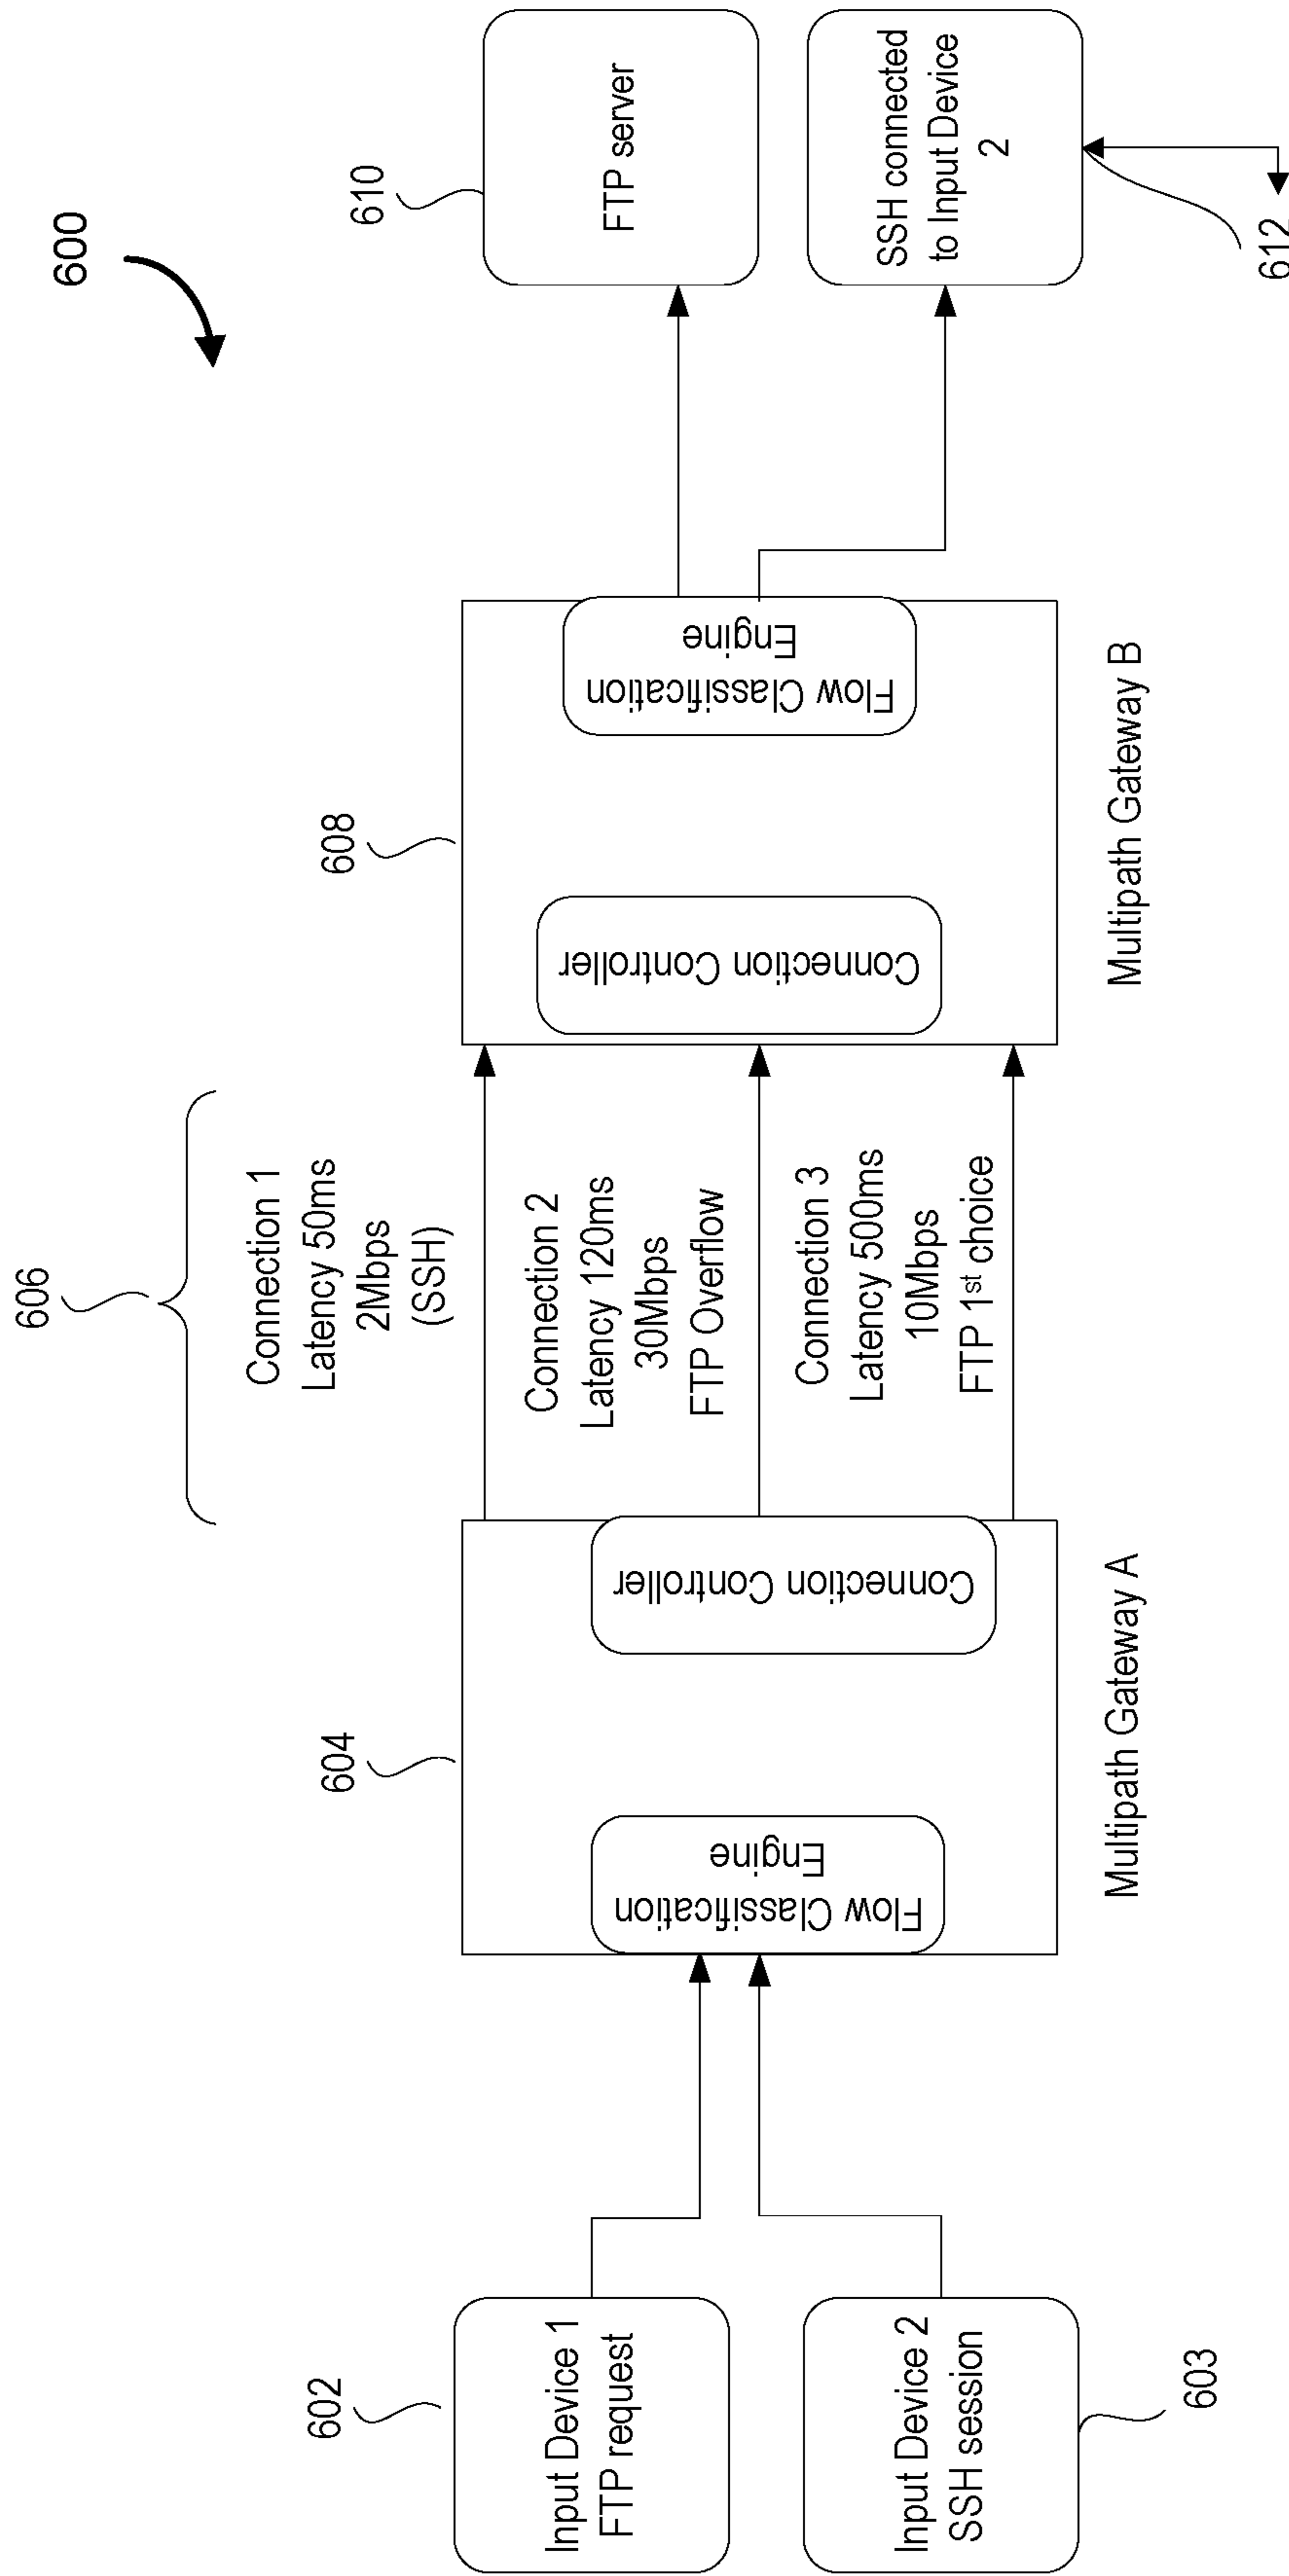 600
606
Connection 1
Latency 50ms
2Mbps
(SSH)
Connection 2
Latency 120ms
30Mbps
FTP Overflow
Connection 3
Latency 500ms
10Mbps
FTP 1st choice
602
Input Device 1
FTP request
Input Device 2
SSH session
603
604
Flow Classification
Engine
Connection Controller
Multipath Gateway A
608
Connection Controller
Flow Classification
Engine
Multipath Gateway B
610
FTP server
SSH connected
to Input Device
2
612